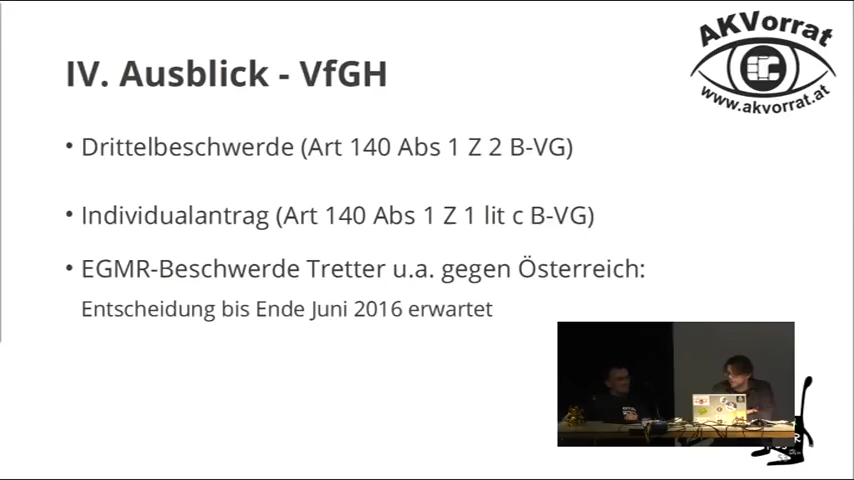 AKVorrat
www.akvorrat.at
IV. Ausblick - VfGH
• Drittelbeschwerde (Art 140 Abs 1 Z 2 B-VG)
• Individualantrag (Art 140 Abs 1 Z 1 lit c B-VG)
• EGMR-Beschwerde Tretter u.a. gegen Österreich:
Entscheidung bis Ende Juni 2016 erwartet